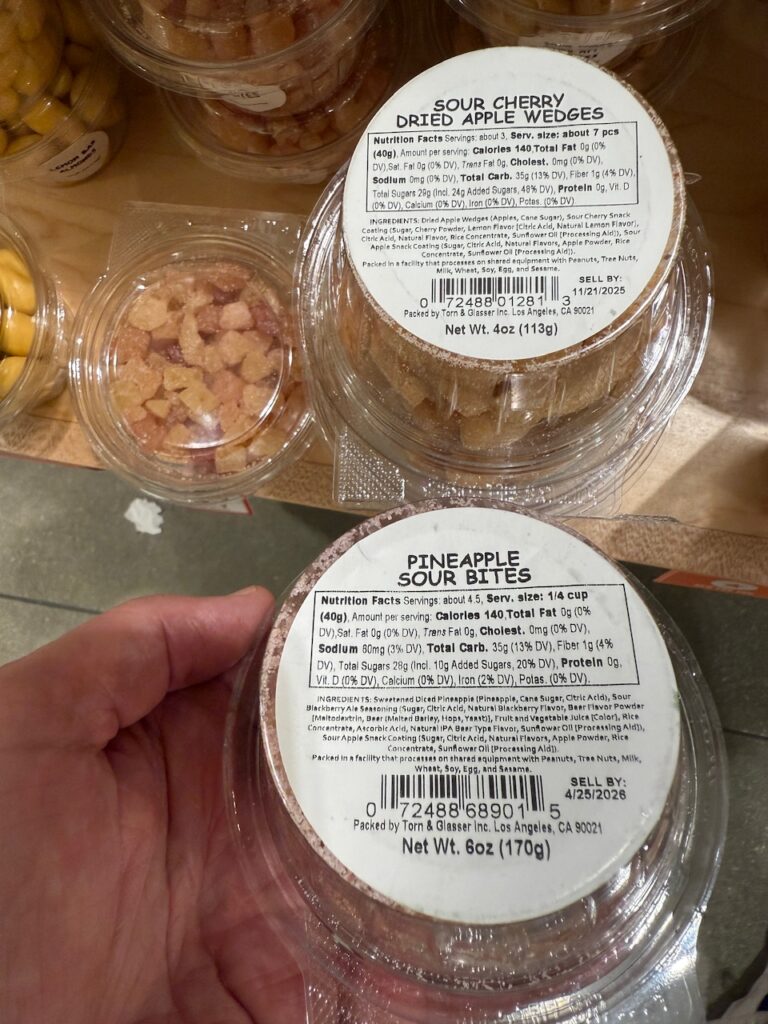 SOUR CHERRY
DRIED APPLE WEDGES
Nutrition Facts Servings: about 3, Serv. size: about 7 pcs
(40g), Amount per serving: Calories 140,Total Fat 0g (0%
DV),Sat. Fat 0g (0% DV), Trans Fat 0g, Cholest. 0mg (0% DV),
Sodium 0mg (0% DV), Total Carb. 35g (13% DV), Fiber 1g (4% DV),
Total Sugars 29g (Incl. 24g Added Sugars, 48% DV), Protein 0g, Vit. D
(0% DV), Calcium (0% DV), Iron (0% DV), Potas. (0% DV).
INGREDIENTS: Dried Apple Wedges (Apples, Cane Sugar), Sour Cherry Snack
Coating (Sugar, Cherry Powder, Lemon Flavor [Citric Acid, Natural Lemon Flavor],
Citric Acid, Natural Flavor, Rice Concentrate, Sunflower Oil [Processing Aid]), Sour
Apple Snack Coating (Sugar, Citric Acid, Natural Flavors, Apple Powder, Rice
Concentrate, Sunflower Oil [Processing Aid]).
Packed in a facility that processes on shared equipment with Peanuts, Tree Nuts,
Milk, Wheat, Soy, Egg, and Sesame.
SELL BY:
11/21/2025
0 72488 01281 3
Packed by Torn & Glasser Inc. Los Angeles, CA 90021
Net Wt. 4oz (113g)
PINEAPPLE
SOUR BITES
Nutrition Facts Servings: about 4.5, Serv. size: 1/4 cup
(40g), Amount per serving: Calories 140,Total Fat 0g (0%
DV),Sat. Fat 0g (0% DV), Trans Fat 0g, Cholest. 0mg (0% DV),
Sodium 60mg (3% DV), Total Carb. 35g (13% DV), Fiber 1g (4%
DV), Total Sugars 28g (Incl. 10g Added Sugars, 20% DV), Protein 0g,
Vit. D (0% DV), Calcium (0% DV), Iron (2% DV), Potas. (0% DV).
INGREDIENTS: Sweetened Diced Pineapple (Pineapple, Cane Sugar, Citric Acid), Sour
Blackberry Ale Seasoning (Sugar, Citric Acid, Natural Blackberry Flavor, Beer Flavor Powder
[Maltodextrin, Beer (Malted Barley, Hops, Yeast)], Fruit and Vegetable Juice [Color], Rice
Concentrate, Ascorbic Acid, Natural IPA Beer Type Flavor, Sunflower Oil [Processing Aid]),
Sour Apple Snack Coating (Sugar, Citric Acid, Natural Flavors, Apple Powder, Rice
Concentrate, Sunflower Oil [Processing Aid]).
Packed in a facility that processes on shared equipment with Peanuts, Tree Nuts, Milk,
Wheat, Soy, Egg, and Sesame.
SELL BY:
4/25/2026
0 72488 68901 5
Packed by Torn & Glasser Inc. Los Angeles, CA 90021
Net Wt. 6oz (170g)